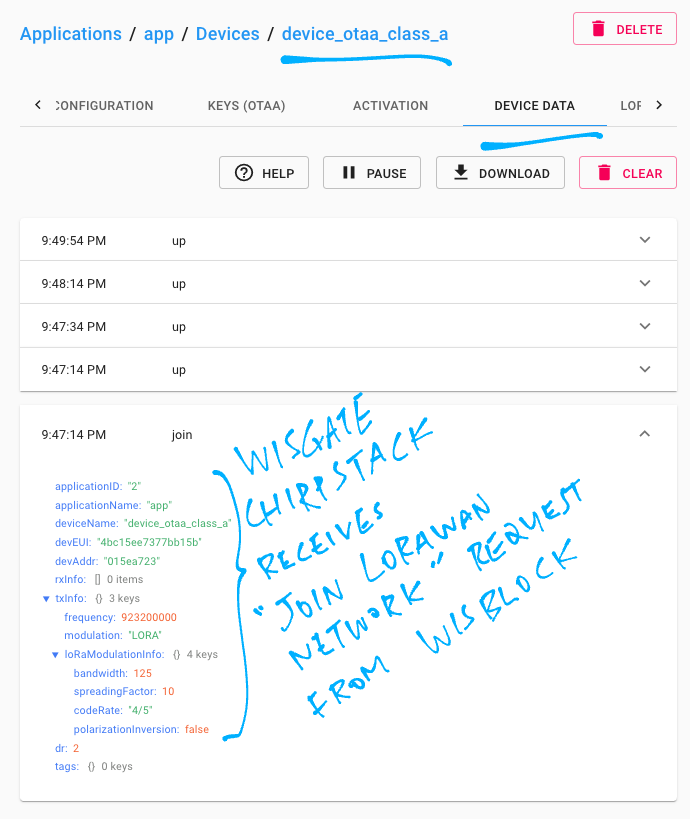 Applications / app / Devices / device_otaa_class_a
DELETE
CONFIGURATION KEYS (OTAA) ACTIVATION DEVICE DATA LOR
HELP PAUSE DOWNLOAD CLEAR
9:49:54 PM up
9:48:14 PM up
9:47:34 PM up
9:47:14 PM up
9:47:14 PM join
applicationID: "2"
applicationName: "app"
deviceName: "device_otaa_class_a"
devEUI: "4bc15ee7377bb15b"
devAddr: "015ea723"
rxInfo: [] 0 items
txInfo: {} 3 keys
frequency: 923200000
modulation: "LORA"
loRaModulationInfo: {} 4 keys
bandwidth: 125
spreadingFactor: 10
codeRate: "4/5"
polarizationInversion: false
dr: 2
tags: {} 0 keys
WISGATE
CHIRPSTACK
RECEIVES
"JOIN LORAWAN
NETWORK" REQUEST
FROM WISBLOCK